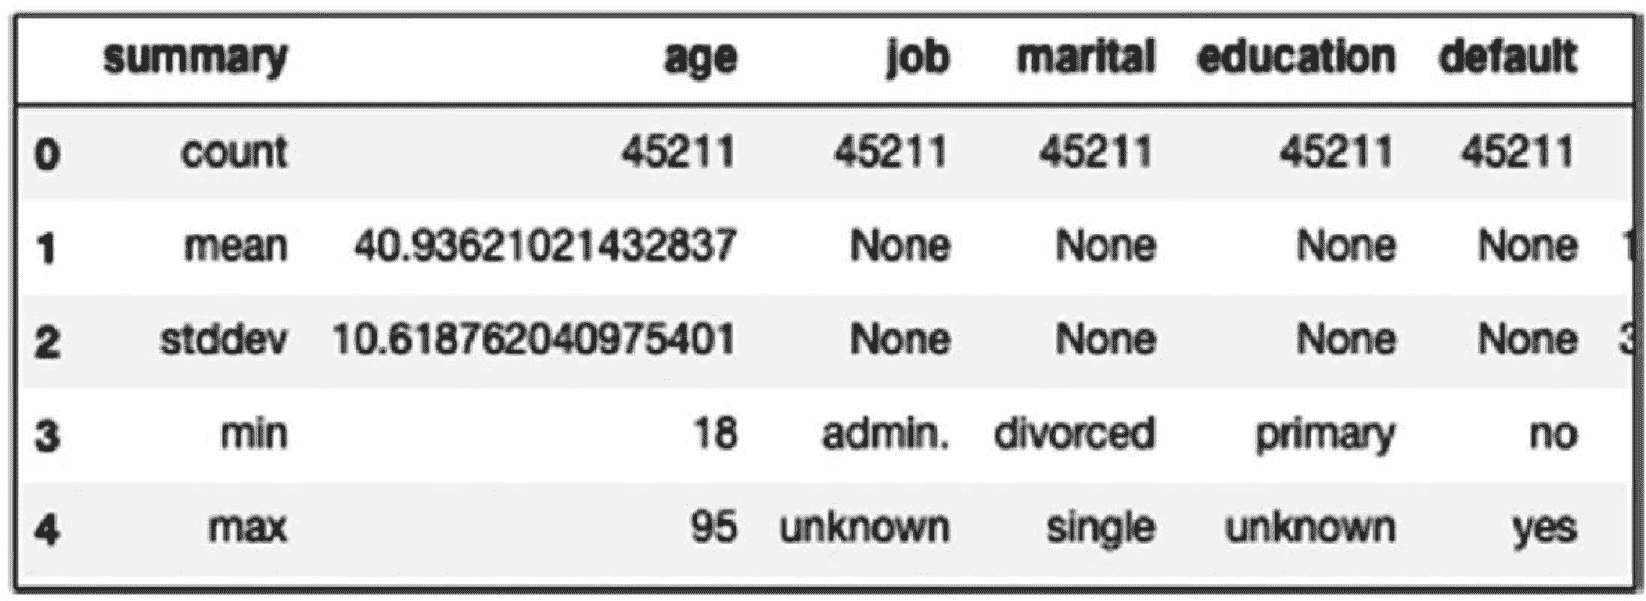 summary age job marital education default
0 count 45211 45211 45211 45211 45211
1 mean 40.93621021432837 None None None None
2 stddev 10.618762040975401 None None None None
3 min 18 admin. divorced primary no
4 max 95 unknown single unknown yes